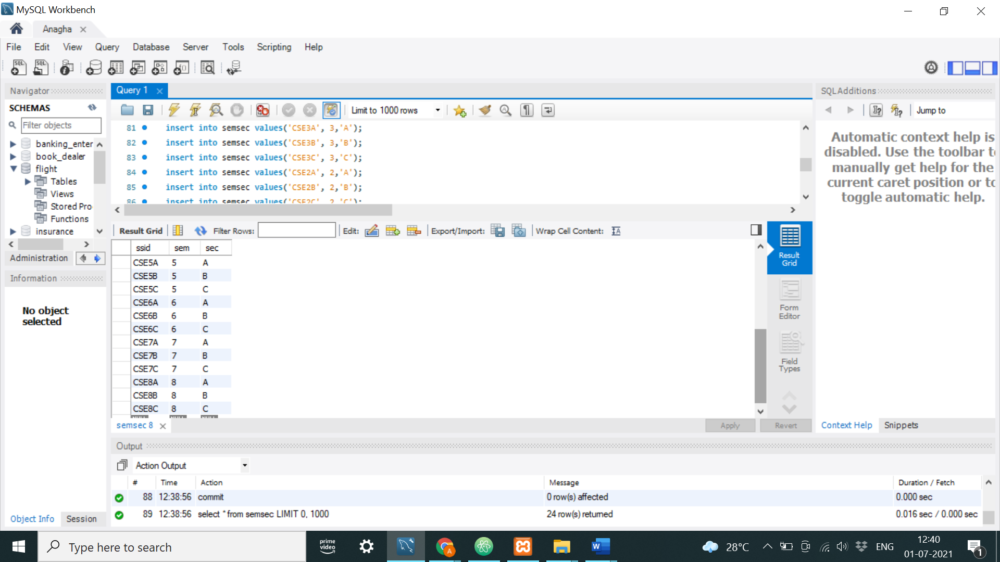 MySQL Workbench
Anagha
File Edit View Query Database Server Tools Scripting Help
Navigator
SCHEMAS
Filter objects
banking_enter
book_dealer
flight
Tables
Views
Stored Pro
Functions
insurance
Administration
Information
No object
selected
Object Info Session
Query 1
Limit to 1000 rows
81 insert into semsec values('CSE3A', 3,'A');
82 insert into semsec values('CSE3B', 3,'B');
83 insert into semsec values('CSE3C', 3,'C');
84 insert into semsec values('CSE2A', 2,'A');
85 insert into semsec values('CSE2B', 2,'B');
86 insert into semsec values('CSE2C', 2,'C');
Result Grid Filter Rows: Edit: Export/Import: Wrap Cell Content:
ssid sem sec
CSE5A 5 A
CSE5B 5 B
CSE5C 5 C
CSE6A 6 A
CSE6B 6 B
CSE6C 6 C
CSE7A 7 A
CSE7B 7 B
CSE7C 7 C
CSE8A 8 A
CSE8B 8 B
CSE8C 8 C
NULL NULL NULL
Result
Grid
Form
Editor
Field
Types
semsec 8
Apply Revert
SQLAdditions
Jump to
Automatic context help is
disabled. Use the toolbar to
manually get help for the
current caret position or to
toggle automatic help.
Context Help Snippets
Output
Action Output
# Time Action Message Duration / Fetch
88 12:38:56 commit 0 row(s) affected 0.000 sec
89 12:38:56 select * from semsec LIMIT 0, 1000 24 row(s) returned 0.016 sec / 0.000 sec
Type here to search
prime
video
28°C
ENG
12:40
01-07-2021
1